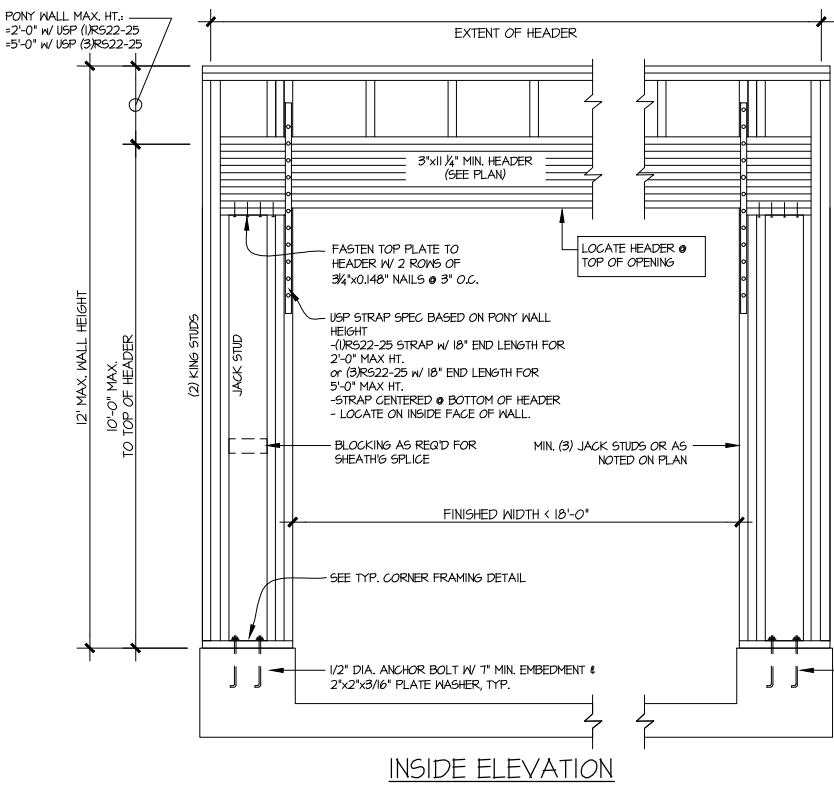 PONY WALL MAX. HT.:
=2'-0" W/ USP (1)RS22-25
=5'-0" W/ USP (3)RS22-25
EXTENT OF HEADER
3"x11 1/4" MIN. HEADER
(SEE PLAN)
FASTEN TOP PLATE TO
HEADER W/ 2 ROWS OF
3 1/4"x0.148" NAILS @ 3" O.C.
LOCATE HEADER @
TOP OF OPENING
12' MAX. WALL HEIGHT
10'-0" MAX.
TO TOP OF HEADER
(2) KING STUDS
JACK STUD
USP STRAP SPEC BASED ON PONY WALL
HEIGHT
-(1)RS22-25 STRAP W/ 18" END LENGTH FOR
2'-0" MAX HT.
or (3)RS22-25 W/ 18" END LENGTH FOR
5'-0" MAX HT.
-STRAP CENTERED @ BOTTOM OF HEADER
- LOCATE ON INSIDE FACE OF WALL.
BLOCKING AS REQ'D FOR
SHEATH'G SPLICE
MIN. (3) JACK STUDS OR AS
NOTED ON PLAN
FINISHED WIDTH < 18'-0"
SEE TYP. CORNER FRAMING DETAIL
1/2" DIA. ANCHOR BOLT W/ 7" MIN. EMBEDMENT &
2"x2"x3/16" PLATE WASHER, TYP.
INSIDE ELEVATION